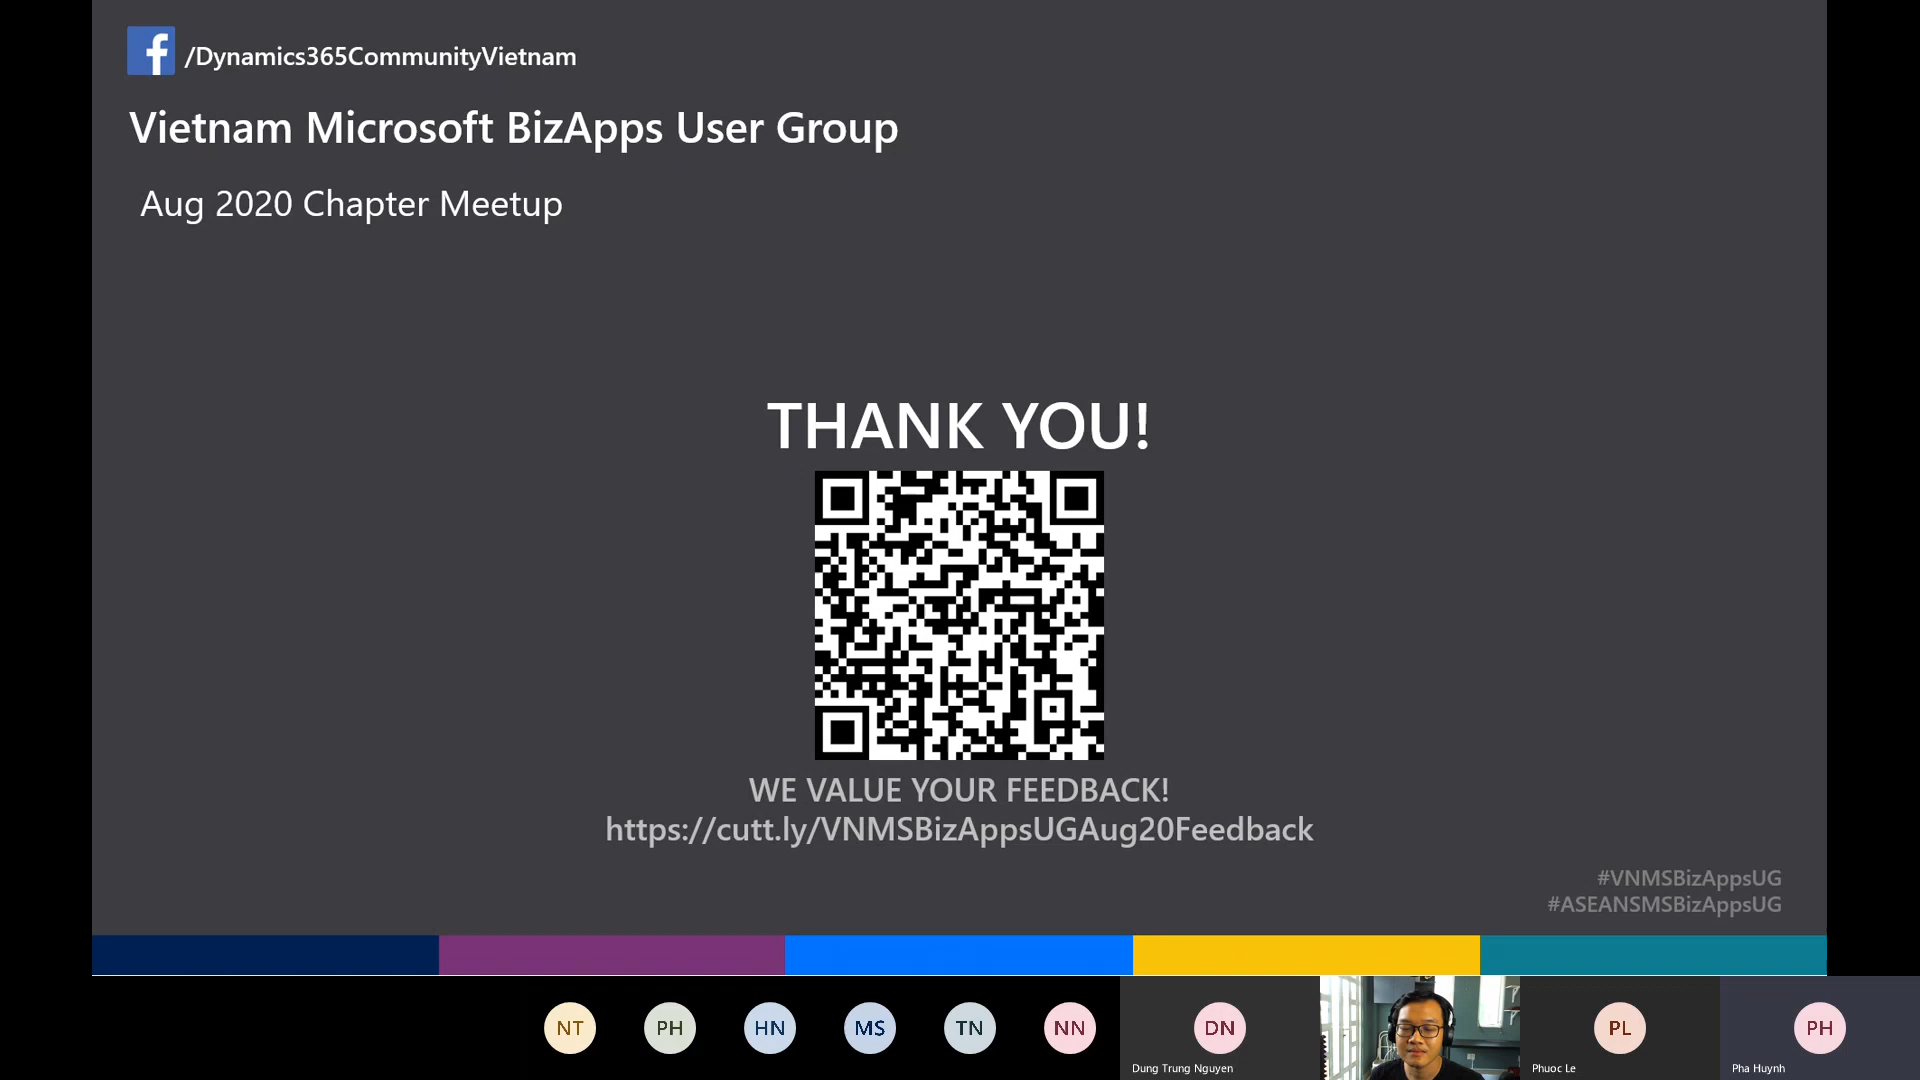 /Dynamics365CommunityVietnam
Vietnam Microsoft BizApps User Group
Aug 2020 Chapter Meetup
THANK YOU!
WE VALUE YOUR FEEDBACK!
https://cutt.ly/VNMSBizAppsUGAug20Feedback
#VNMSBizAppsUG
#ASEANSMSBizAppsUG
NT PH HN MS TN NN DN PL PH
Dung Trung Nguyen Phuoc Le Pha Huynh